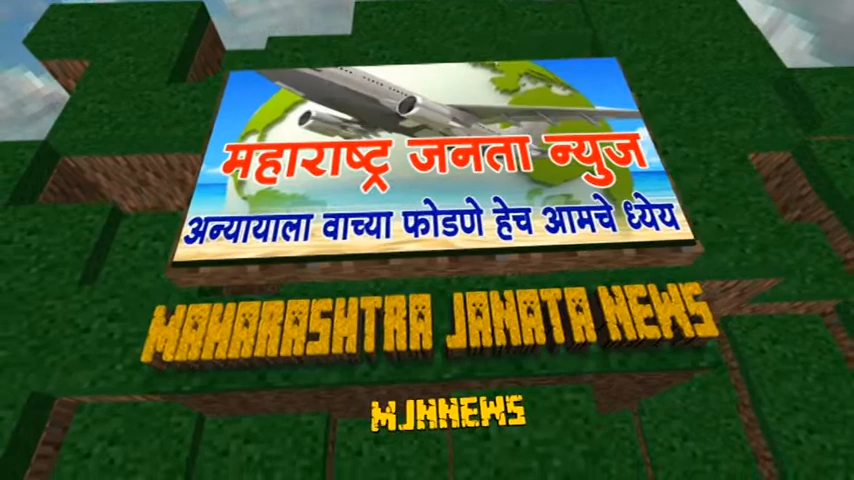 महाराष्ट्र जनता न्युज
अन्यायाला वाच्या फोडणे हेच आमचे ध्येय
MAHARASHTRA JANATA NEWS
MJNNEWS